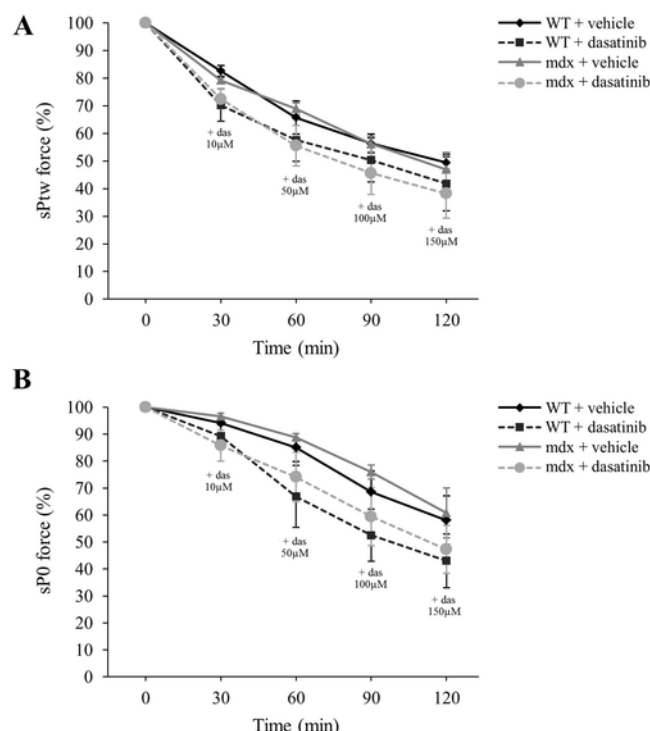 A
sPtw force (%)
100
90
80
70
60
50
40
30
20
10
0
+ das
10µM
+ das
50µM
+ das
100µM
+ das
150µM
0 30 60 90 120
Time (min)
WT + vehicle
WT + dasatinib
mdx + vehicle
mdx + dasatinib
B
sP0 force (%)
100
90
80
70
60
50
40
30
20
10
0
+ das
10µM
+ das
50µM
+ das
100µM
+ das
150µM
0 30 60 90 120
Time (min)
WT + vehicle
WT + dasatinib
mdx + vehicle
mdx + dasatinib